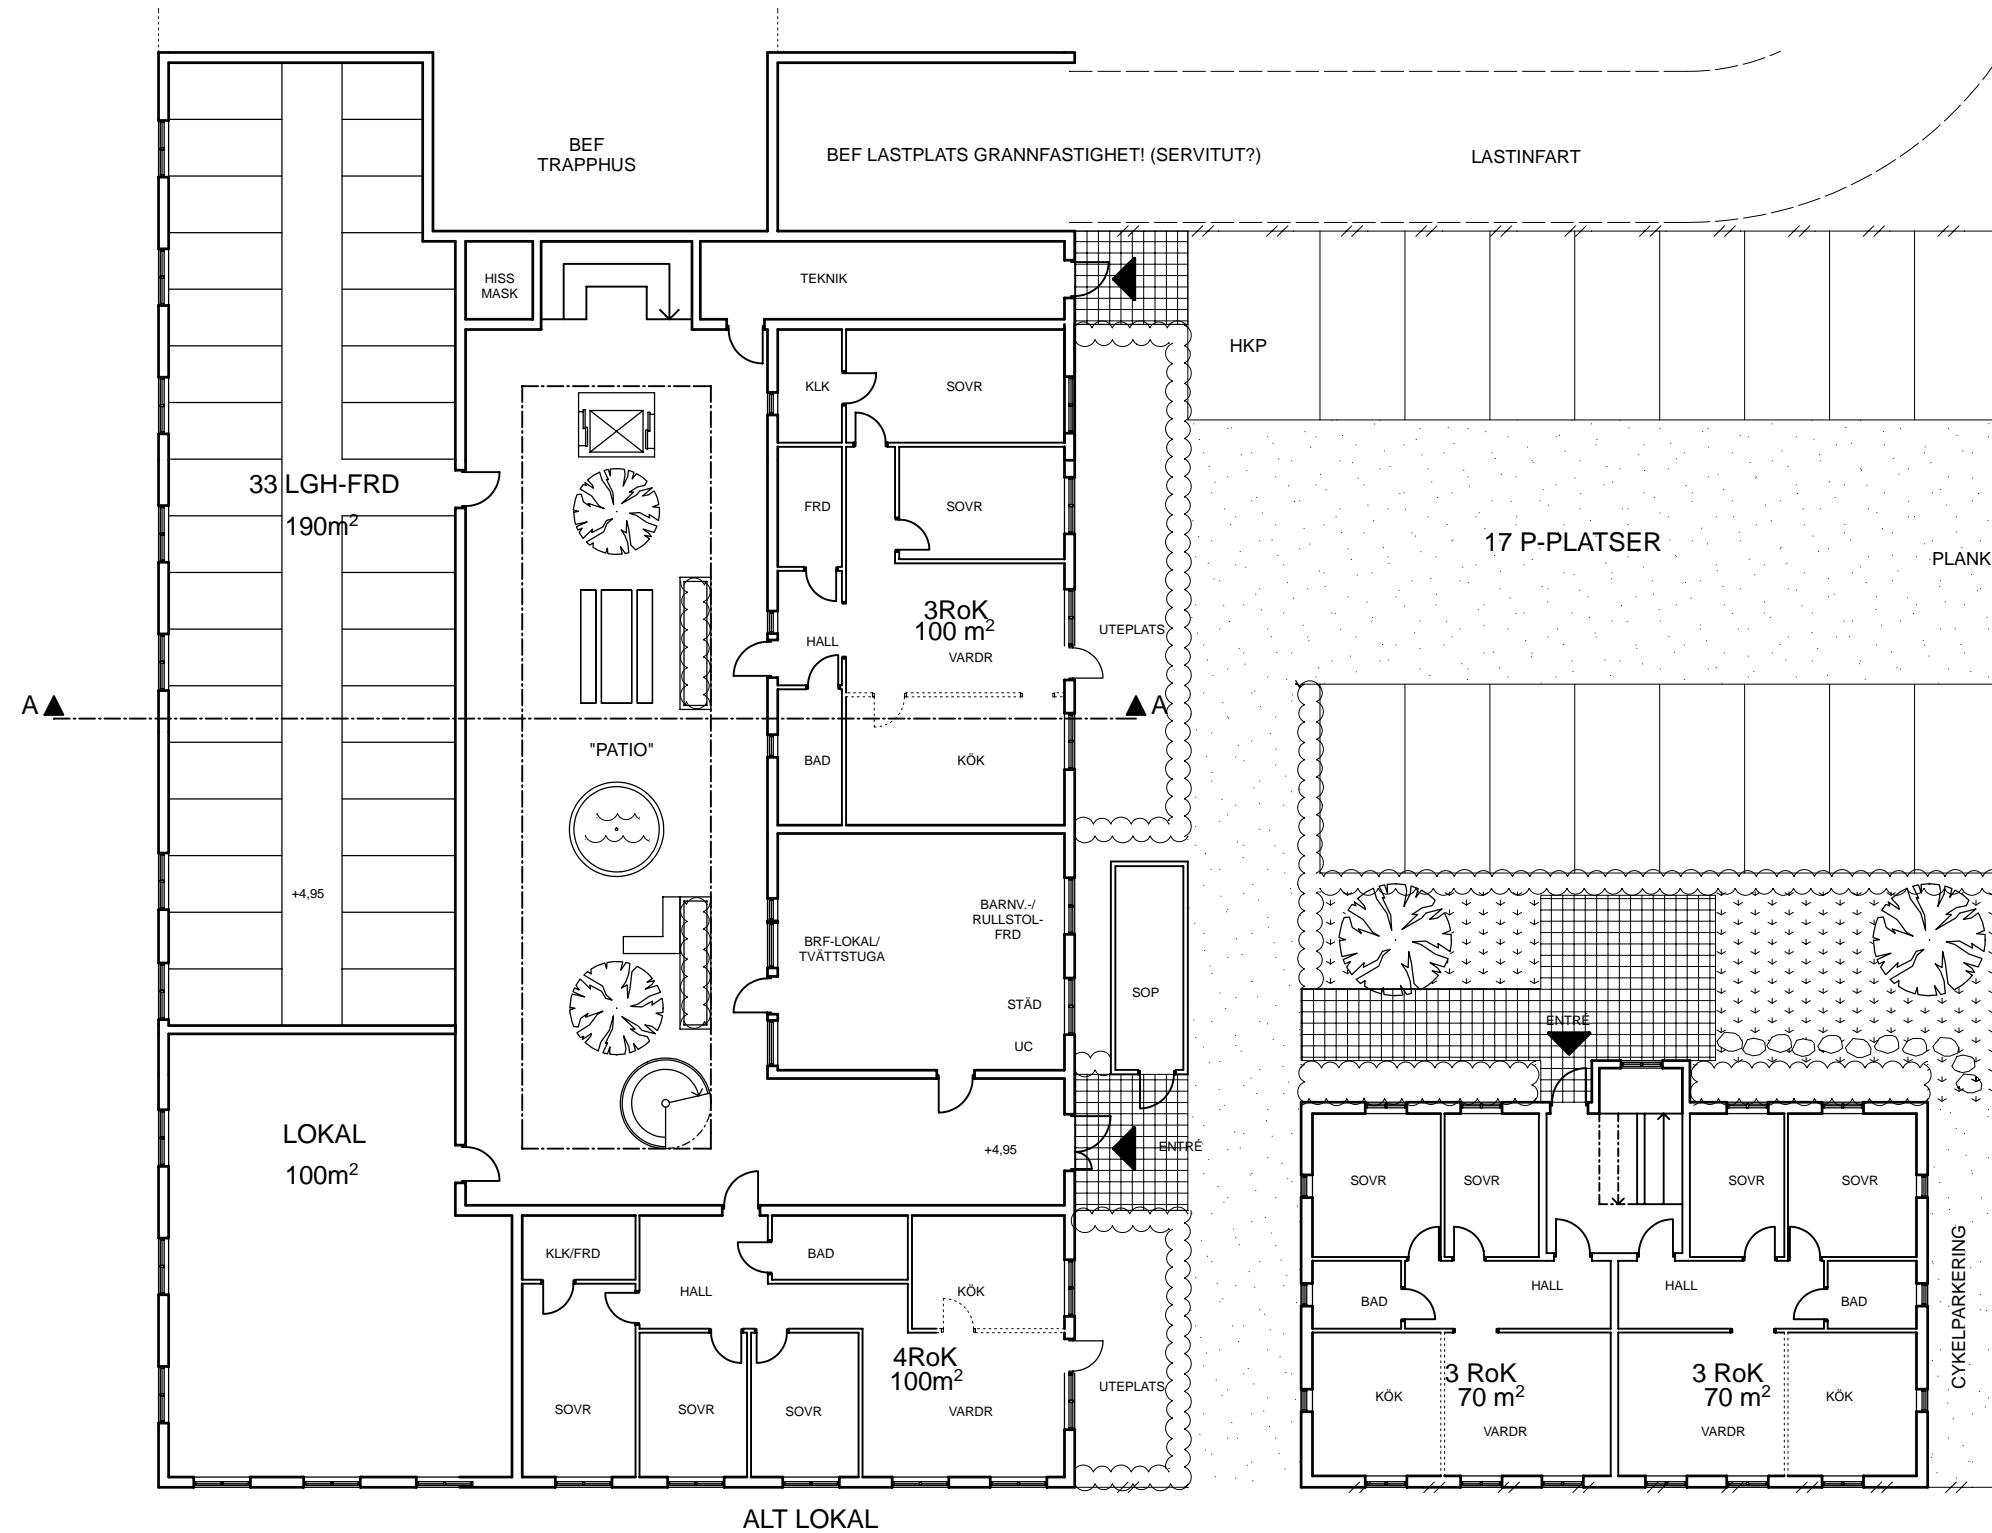 BEF
TRAPPHUS
BEF LASTPLATS GRANNFASTIGHET! (SERVITUT?)
LASTINFART
HISS
MASK
TEKNIK
HKP
KLK
SOVR
33 LGH-FRD
190m²
FRD
SOVR
17 P-PLATSER
PLANK
3RoK
100 m²
HALL
VARDR
UTEPLATS
A
A
"PATIO"
BAD
KÖK
+4,95
BARNV.-/
RULLSTOL-
FRD
BRF-LOKAL/
TVÄTTSTUGA
STÄD
UC
SOP
ENTRÉ
LOKAL
100m²
+4,95
ENTRÉ
SOVR
SOVR
SOVR
SOVR
KLK/FRD
BAD
HALL
KÖK
HALL
HALL
BAD
BAD
CYKELPARKERING
4RoK
100m²
UTEPLATS
SOVR
SOVR
SOVR
VARDR
3 RoK
70 m²
3 RoK
70 m²
KÖK
KÖK
VARDR
VARDR
ALT LOKAL